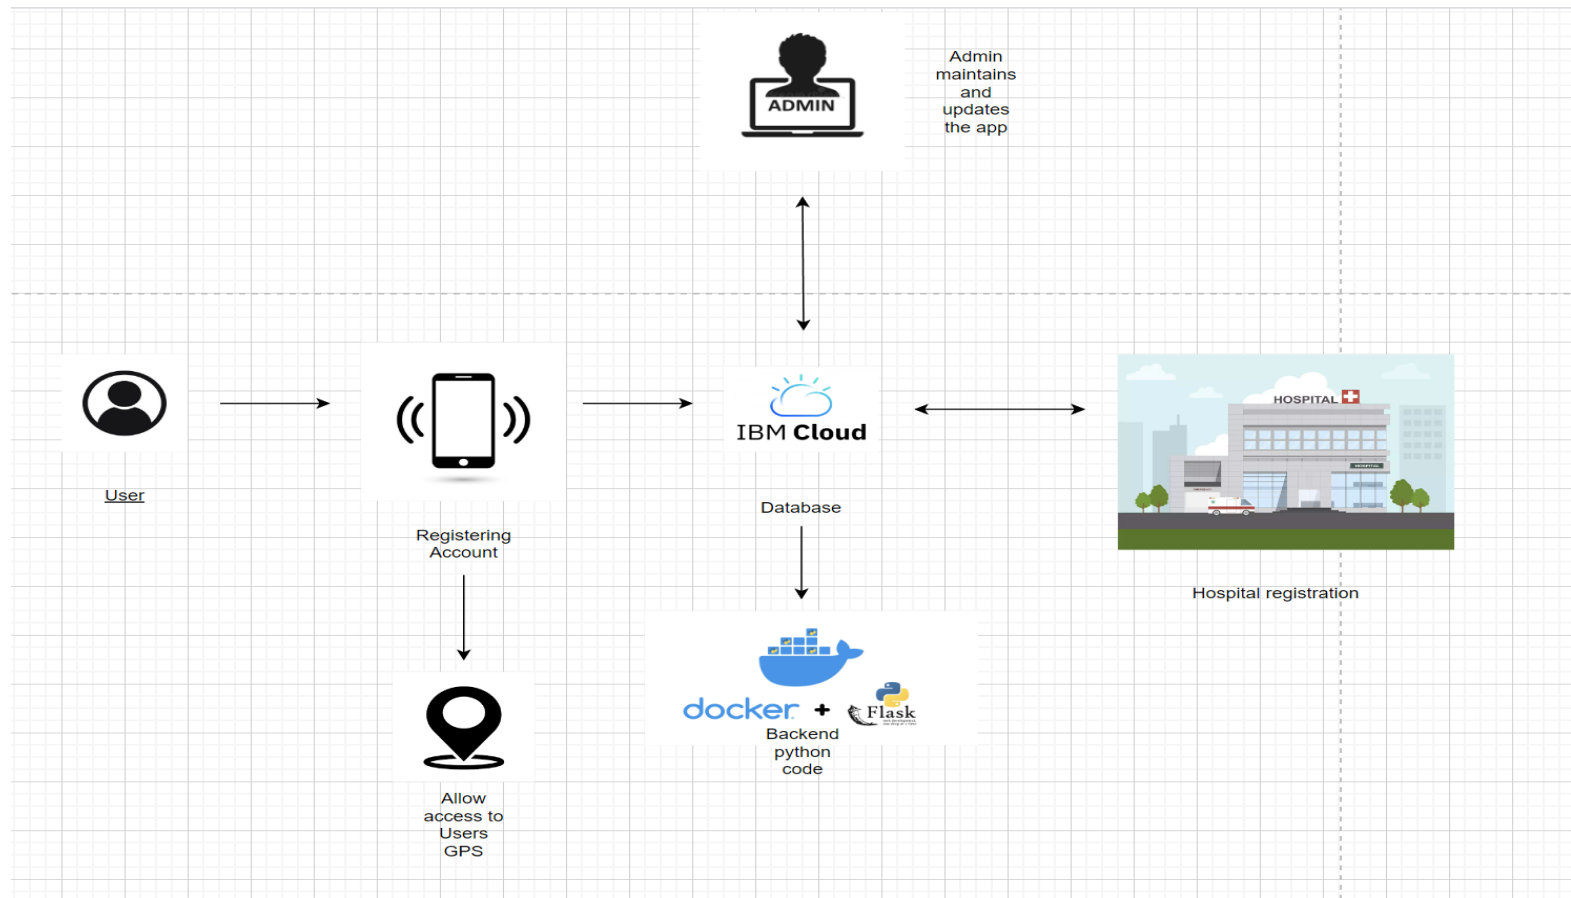 ADMIN
Admin
maintains
and
updates
the app
User
Registering
Account
IBM Cloud
Database
HOSPITAL
HOSPITAL
Hospital registration
docker + Flask
Backend
python
code
Allow
access to
Users
GPS